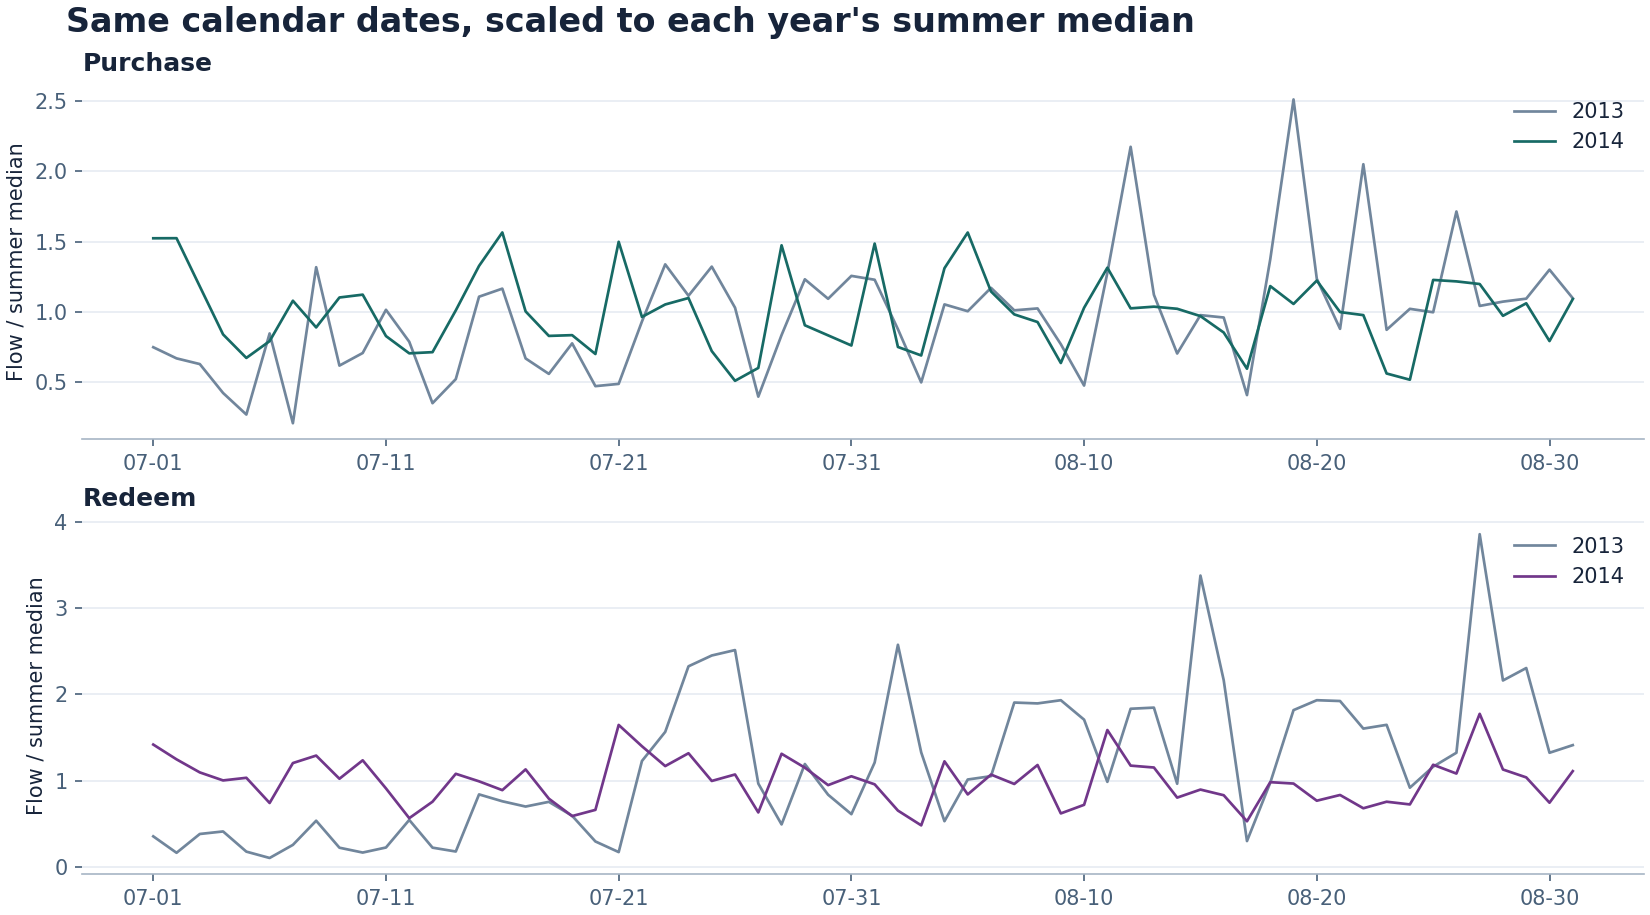 Same calendar dates, scaled to each year's summer median
Purchase
Flow / summer median
2.5
2.0
1.5
1.0
0.5
2013
2014
07-01 07-11 07-21 07-31 08-10 08-20 08-30
Redeem
Flow / summer median
4
3
2
1
0
2013
2014
07-01 07-11 07-21 07-31 08-10 08-20 08-30